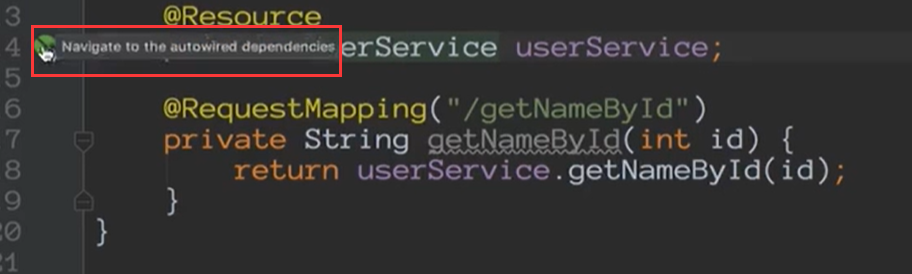 3 @Resource
4 Navigate to the autowired dependencies erService userService;
5
6 @RequestMapping("/getNameById")
7 private String getNameById(int id) {
8 return userService.getNameById(id);
9 }
20 }
21